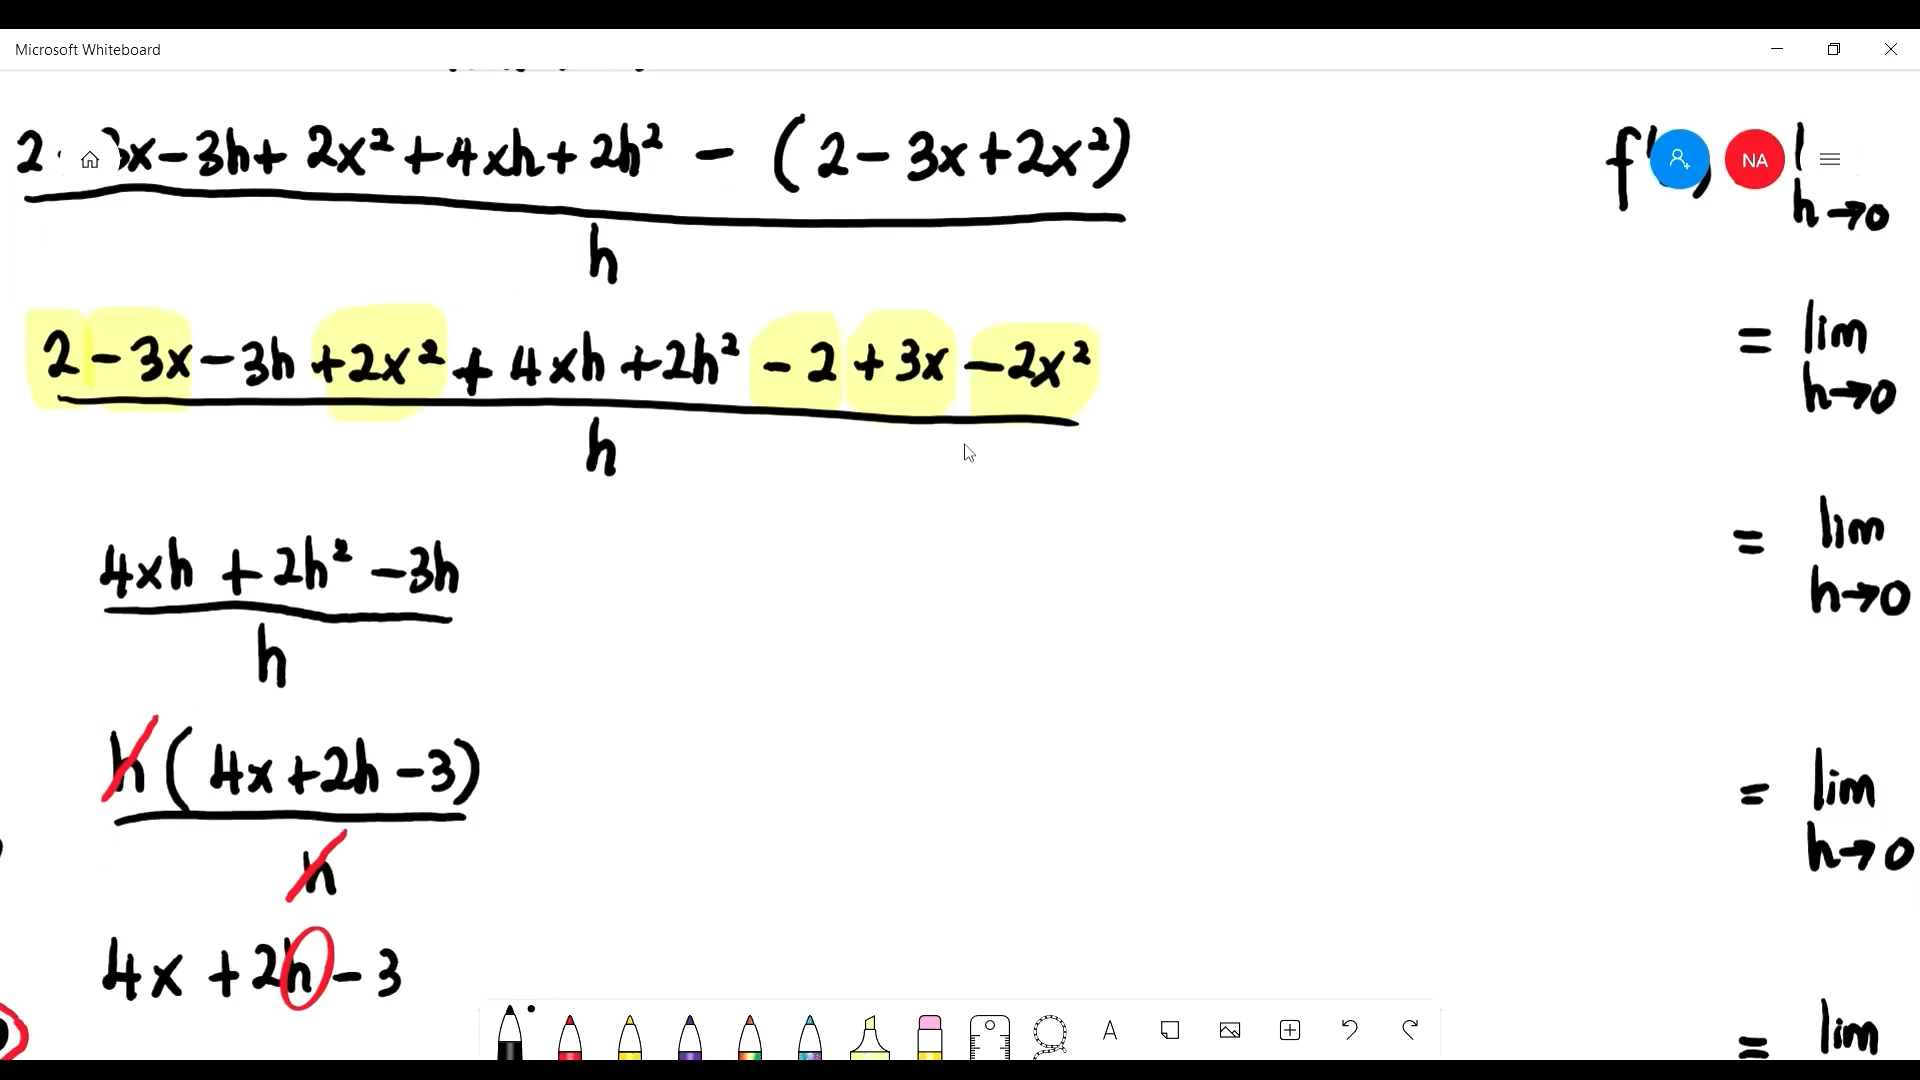 Microsoft Whiteboard
2 3x-3h+ 2x²+4xh+2h² - (2-3x+2x²)
h
2-3x-3h+2x²+4xh+2h²-2+3x-2x²
h
4xh+2h²-3h
h
h(4x+2h-3)
h
4x+2h-3
NA
h→0
= lim
h→0
= lim
h→0
= lim
h→0
= lim